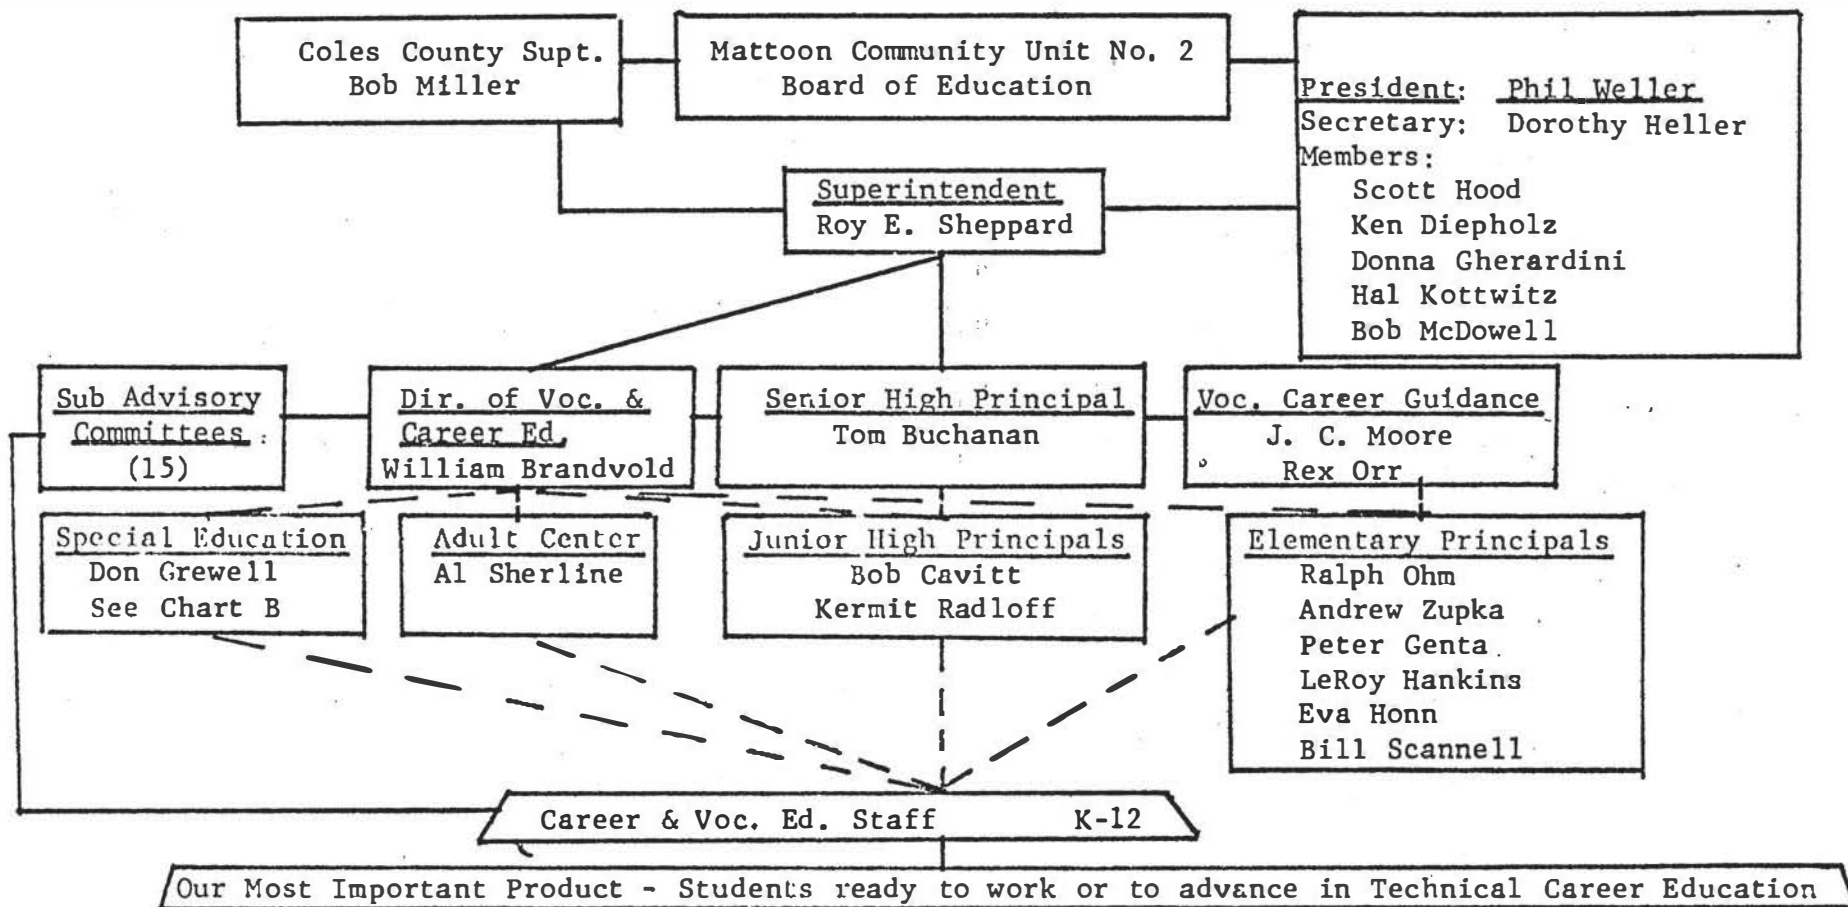 Coles County Supt.
Bob Miller
Mattoon Community Unit No. 2
Board of Education
President: Phil Weller
Secretary: Dorothy Heller
Members:
Scott Hood
Ken Diepholz
Donna Gherardini
Hal Kottwitz
Bob McDowell
Superintendent
Roy E. Sheppard
Sub Advisory
Committees
(15)
Dir. of Voc. &
Career Ed.
William Brandvold
Senior High Principal
Tom Buchanan
Voc. Career Guidance
J. C. Moore
Rex Orr
Special Education
Don Grewell
See Chart B
Adult Center
Al Sherline
Junior High Principals
Bob Cavitt
Kermit Radloff
Elementary Principals
Ralph Ohm
Andrew Zupka
Peter Genta
LeRoy Hankins
Eva Honn
Bill Scannell
Career & Voc. Ed. Staff K-12
Our Most Important Product - Students ready to work or to advance in Technical Career Education